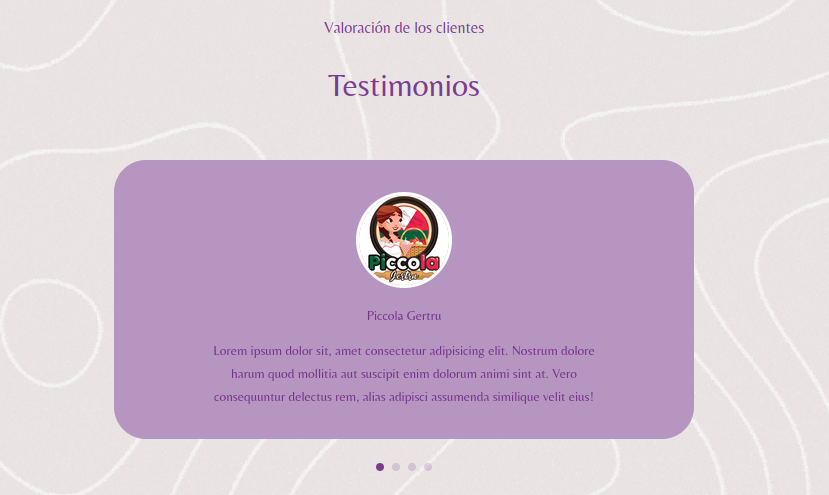 Valoración de los clientes
Testimonios
Piccola
Gertru
Piccola Gertru
Lorem ipsum dolor sit, amet consectetur adipisicing elit. Nostrum dolore
harum quod mollitia aut suscipit enim dolorum animi sint at. Vero
consequuntur delectus rem, alias adipisci assumenda similique velit eius!